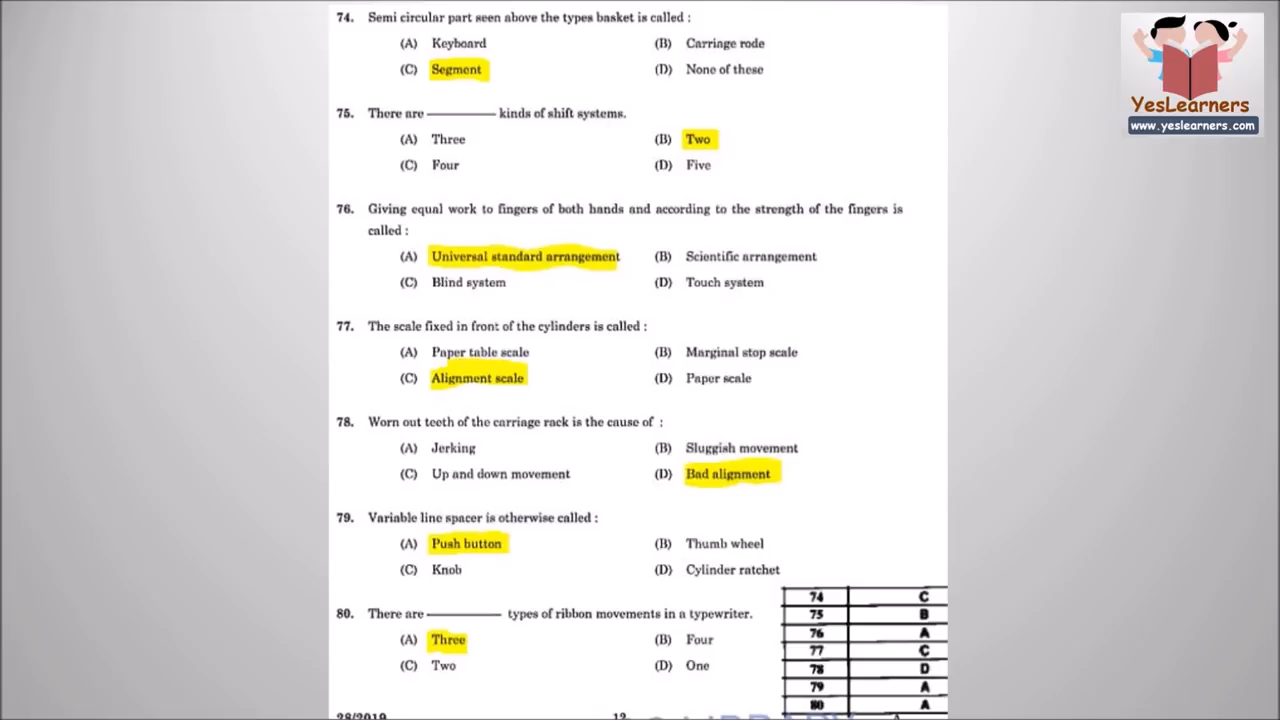 74. Semi circular part seen above the types basket is called :
(A) Keyboard (B) Carringe rode
(C) Segment (D) None of these
75. There are ———— kinds of shift systems.
(A) Three (B) Two
(C) Four (D) Five
76. Giving equal work to fingers of both hands and according to the strength of the fingers is
called :
(A) Universal standard arrangement (B) Scientific arrangement
(C) Blind system (D) Touch system
77. The scale fixed in front of the cylinders is called :
(A) Paper table scale (B) Marginal stop scale
(C) Alignment scale (D) Paper scale
78. Worn out teeth of the carriage rack is the cause of :
(A) Jerking (B) Sluggish movement
(C) Up and down movement (D) Bad alignment
79. Variable line spacer is otherwise called :
(A) Push button (B) Thumb wheel
(C) Knob (D) Cylinder ratchet
80. There are ———— types of ribbon movements in a typewriter.
(A) Three (B) Four
(C) Two (D) One
74 C
75 B
76 A
77 C
78 D
79 A
80 A
28/2019 12 A
YesLearners
www.yeslearners.com